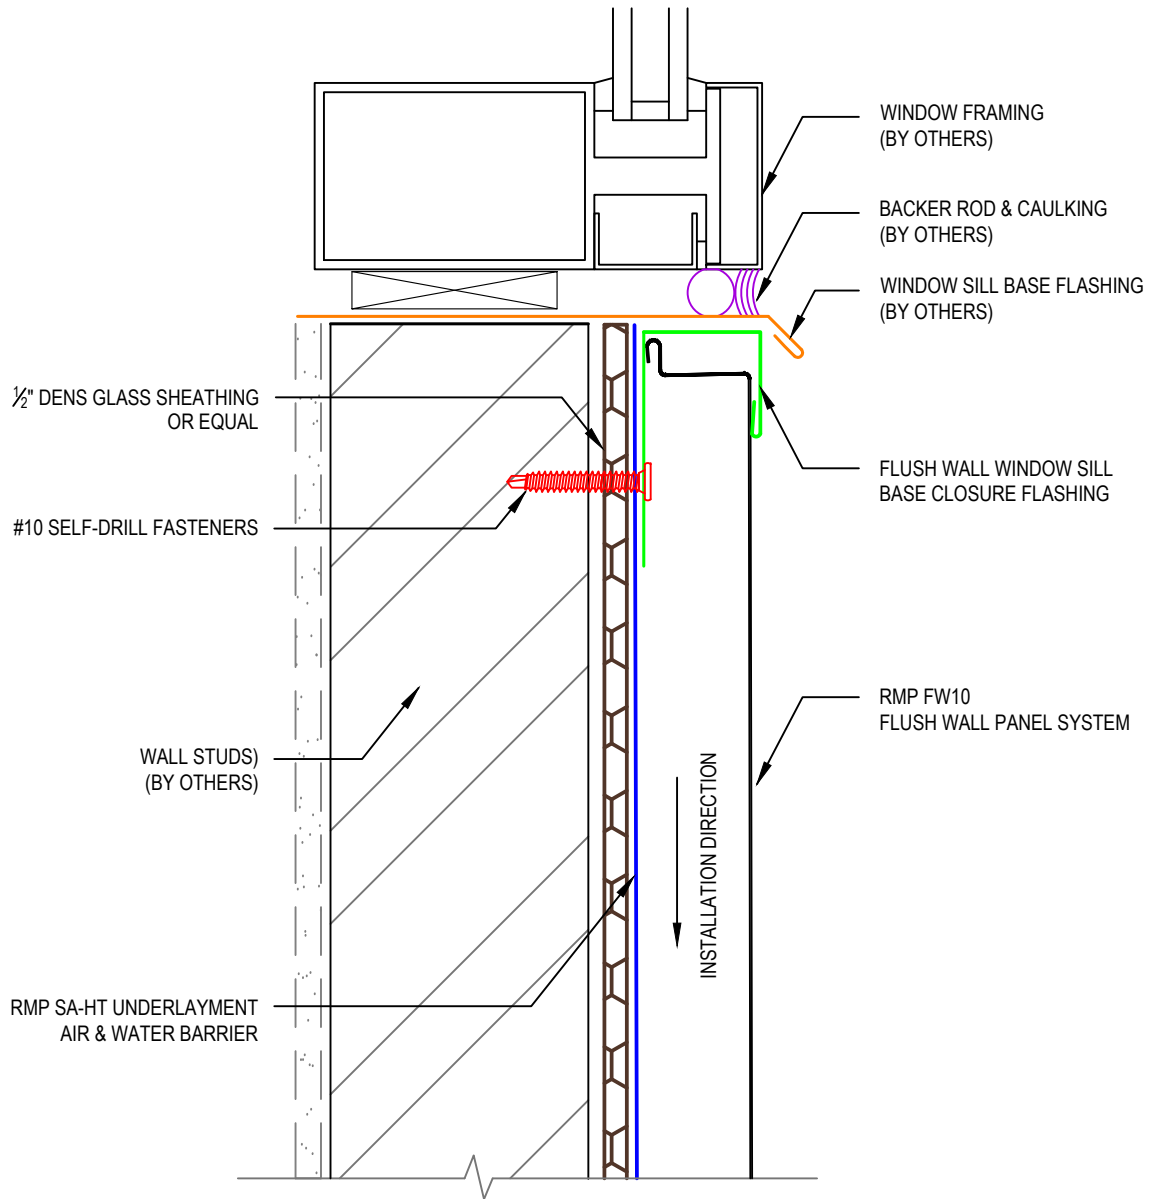 WINDOW FRAMING
(BY OTHERS)
BACKER ROD & CAULKING
(BY OTHERS)
WINDOW SILL BASE FLASHING
(BY OTHERS)
½" DENS GLASS SHEATHING
OR EQUAL
FLUSH WALL WINDOW SILL
BASE CLOSURE FLASHING
#10 SELF-DRILL FASTENERS
RMP FW10
FLUSH WALL PANEL SYSTEM
WALL STUDS)
(BY OTHERS)
INSTALLATION DIRECTION
RMP SA-HT UNDERLAYMENT
AIR & WATER BARRIER